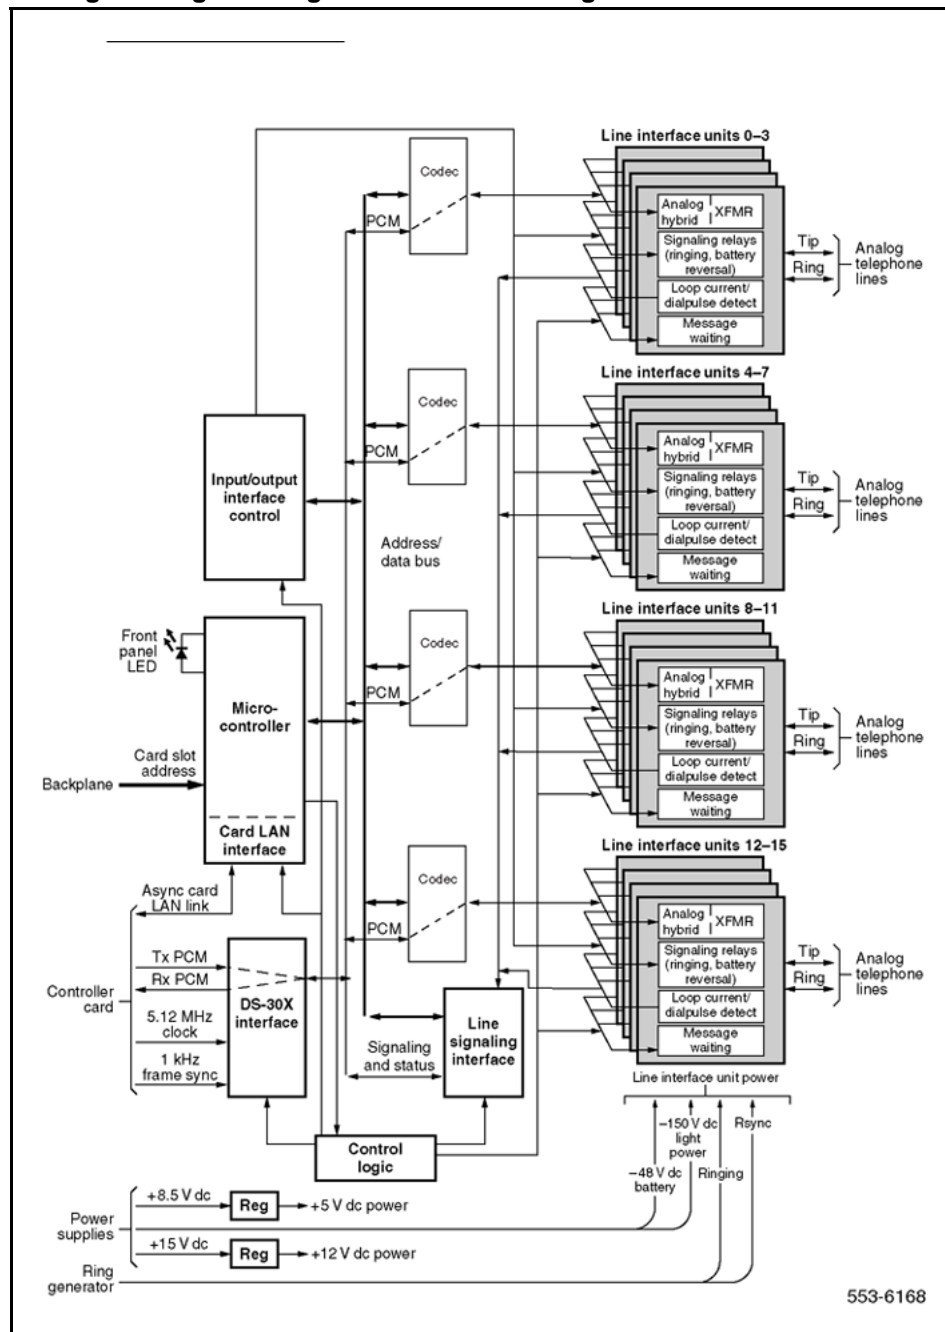 Line interface units 0–3
Codec
PCM
Analog
hybrid
XFMR
Signaling relays
(ringing, battery
reversal)
Loop current/
dialpulse detect
Message
waiting
Tip
Ring
Analog
telephone
lines
Line interface units 4–7
Codec
PCM
Analog
hybrid
XFMR
Signaling relays
(ringing, battery
reversal)
Loop current/
dialpulse detect
Message
waiting
Tip
Ring
Analog
telephone
lines
Input/output
interface
control
Address/
data bus
Line interface units 8–11
Codec
PCM
Analog
hybrid
XFMR
Signaling relays
(ringing, battery
reversal)
Loop current/
dialpulse detect
Message
waiting
Tip
Ring
Analog
telephone
lines
Front
panel
LED
Micro-
controller
Card slot
address
Backplane
Card LAN
interface
Line interface units 12–15
Codec
PCM
Analog
hybrid
XFMR
Signaling relays
(ringing, battery
reversal)
Loop current/
dialpulse detect
Message
waiting
Tip
Ring
Analog
telephone
lines
Async card
LAN link
Tx PCM
Rx PCM
Controller
card
5.12 MHz
clock
1 kHz
frame sync
DS-30X
interface
Signaling
and status
Line
signaling
interface
Control
logic
Line interface unit power
–150 V dc
light
power
Rsync
–48 V dc
battery
Ringing
+8.5 V dc
Reg
+5 V dc power
Power
supplies
+15 V dc
Reg
+12 V dc power
Ring
generator
553-6168